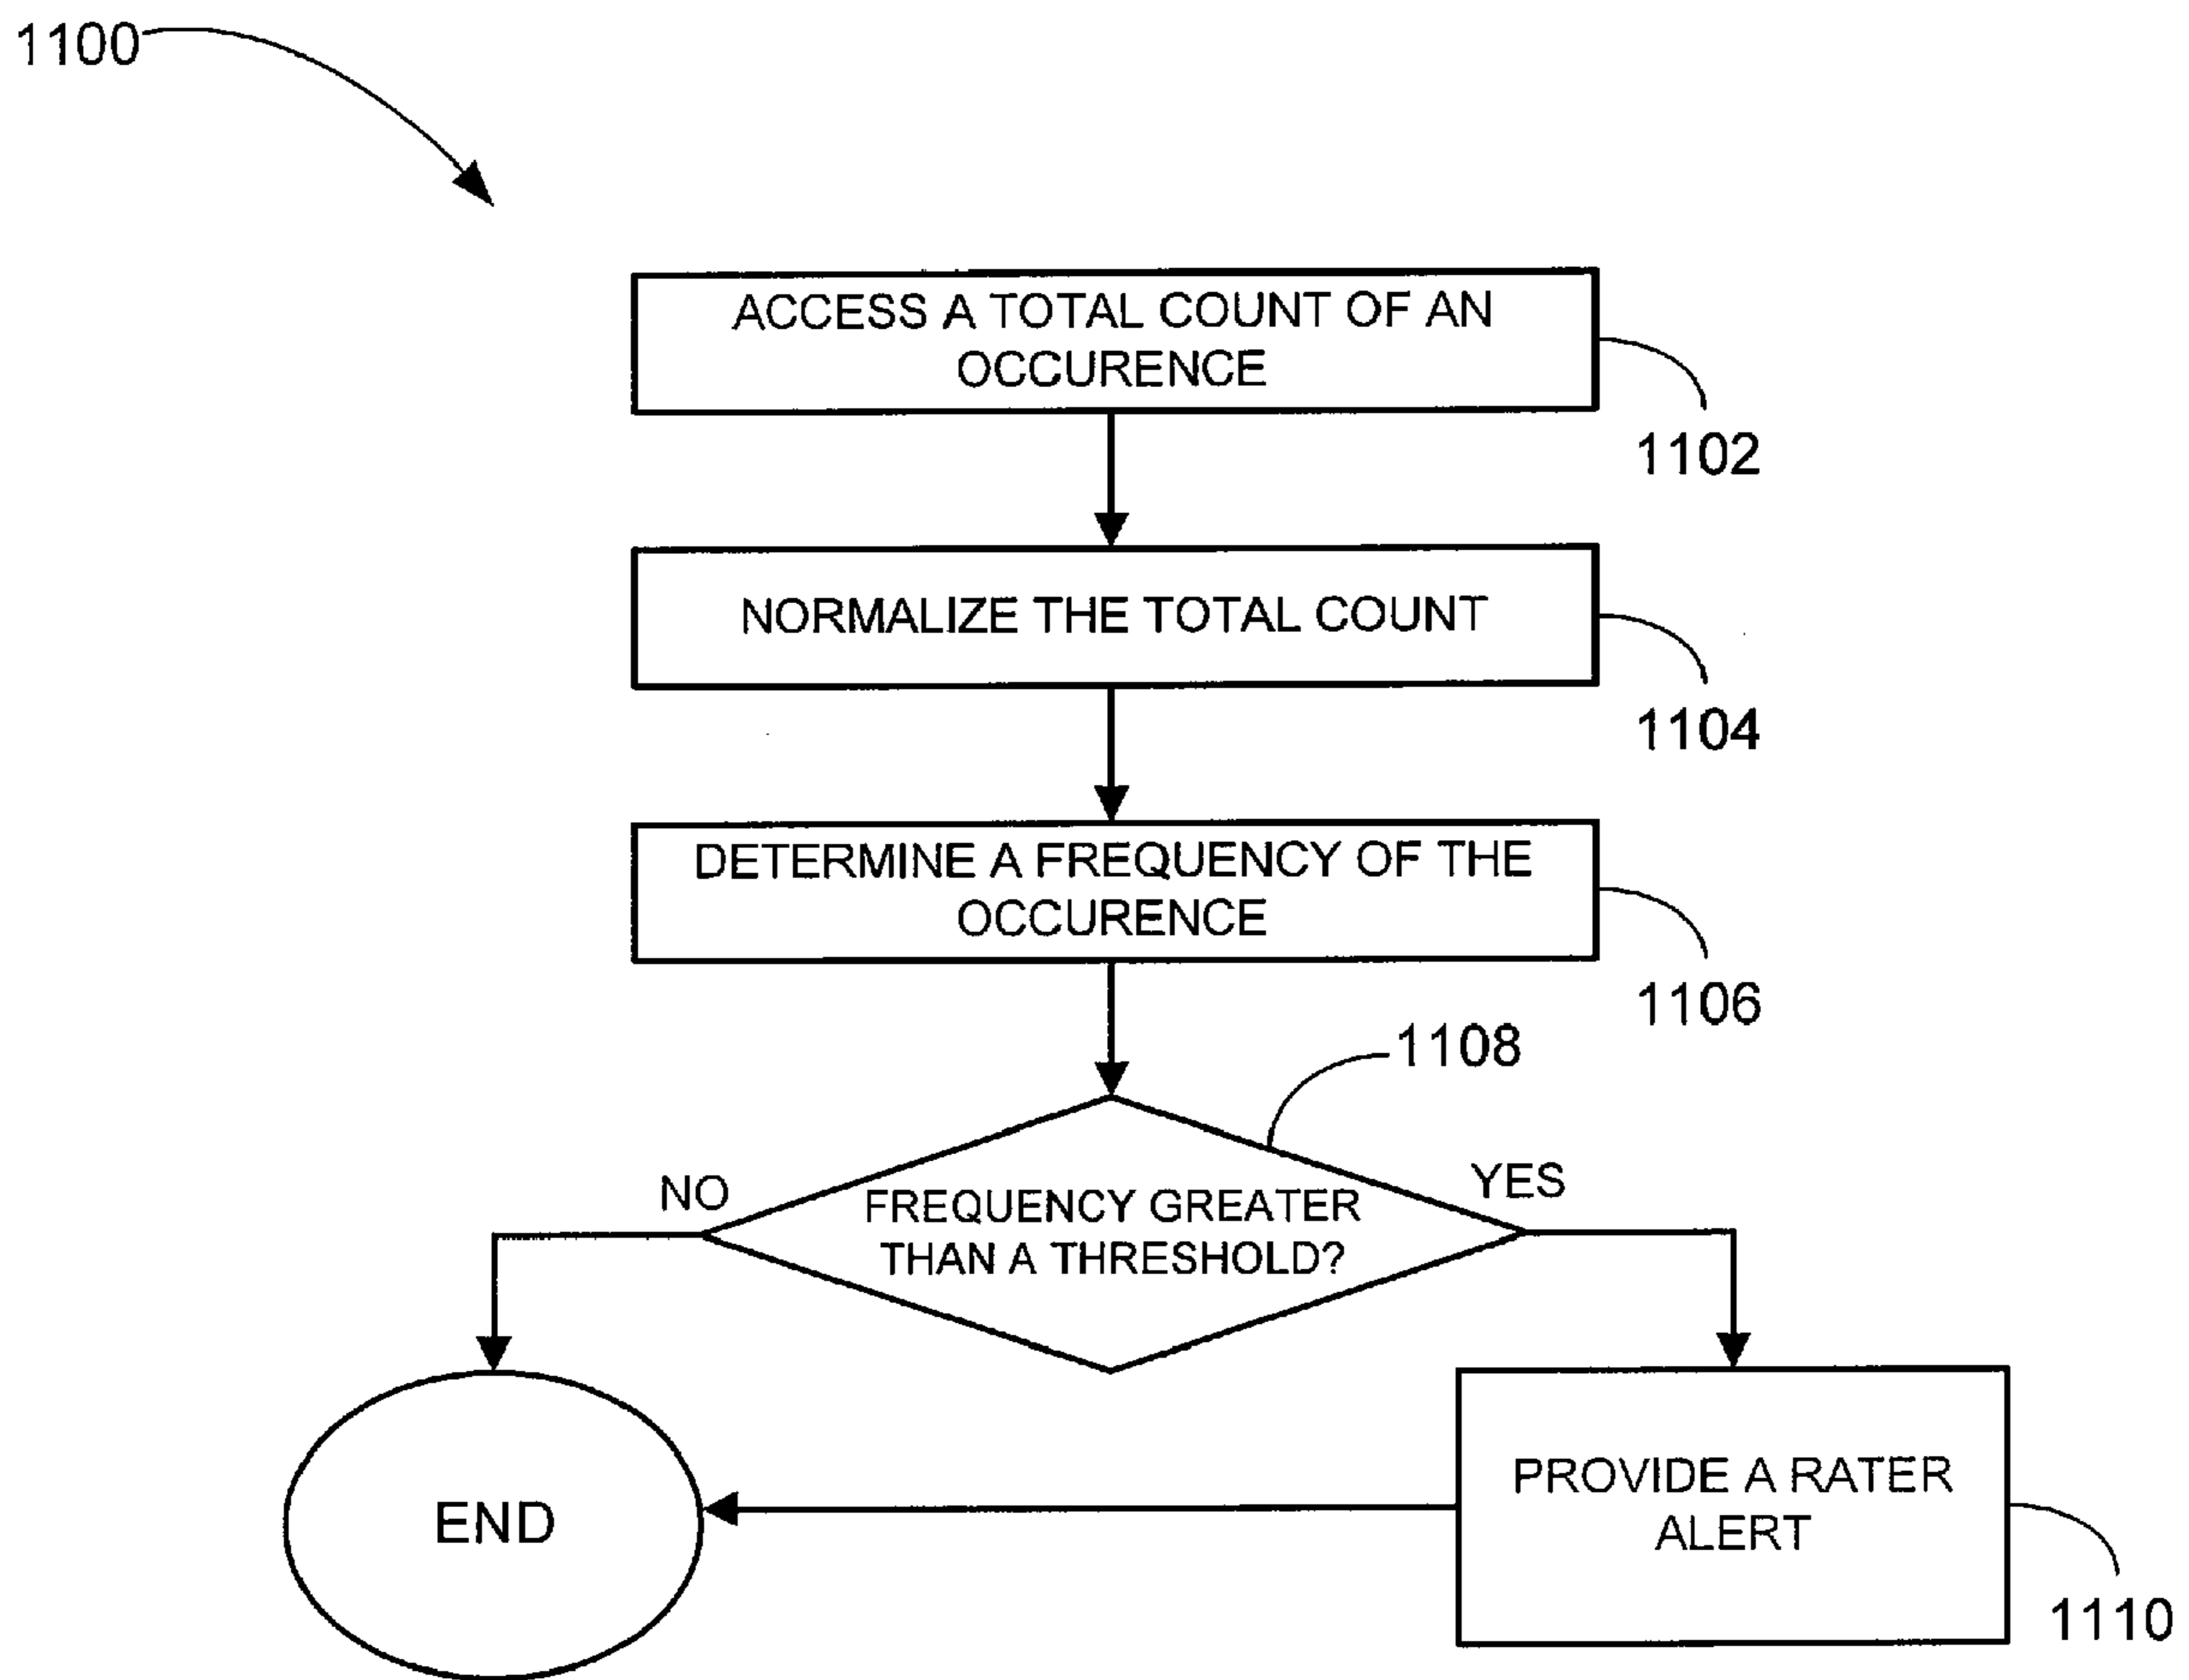 1100
ACCESS A TOTAL COUNT OF AN
OCCURENCE
1102
NORMALIZE THE TOTAL COUNT
1104
DETERMINE A FREQUENCY OF THE
OCCURENCE
1106
1108
NO
FREQUENCY GREATER
THAN A THRESHOLD?
YES
END
PROVIDE A RATER
ALERT
1110